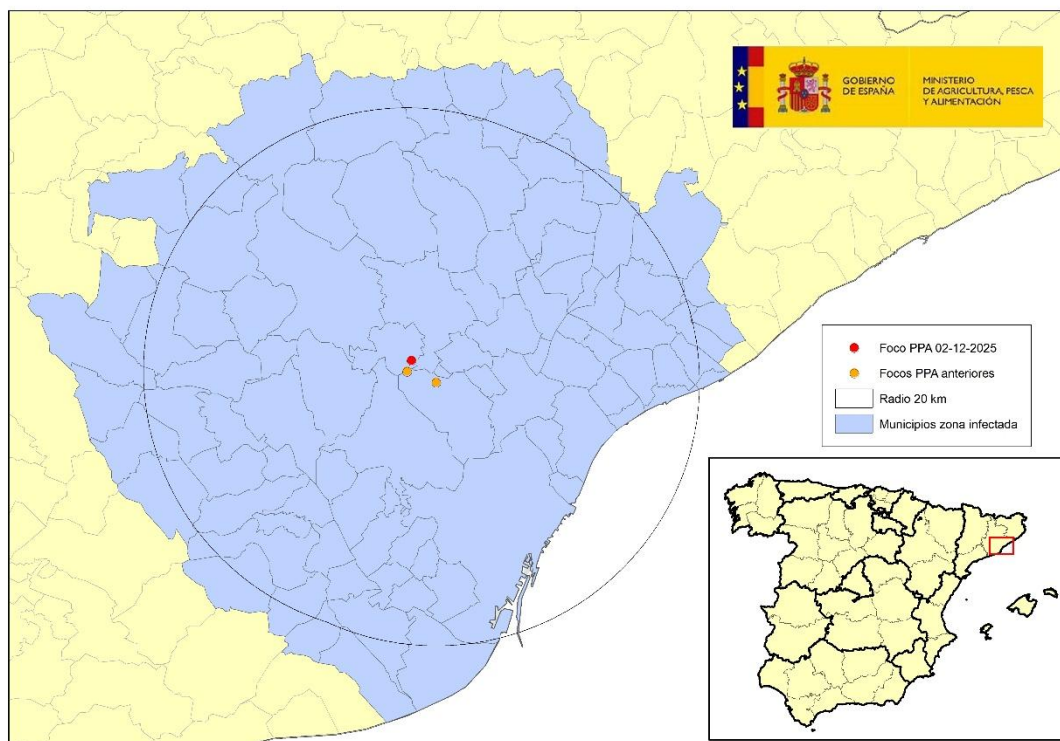 GOBIERNO
DE ESPAÑA
MINISTERIO
DE AGRICULTURA, PESCA
Y ALIMENTACIÓN
Foco PPA 02-12-2025
Focos PPA anteriores
Radio 20 km
Municipios zona infectada